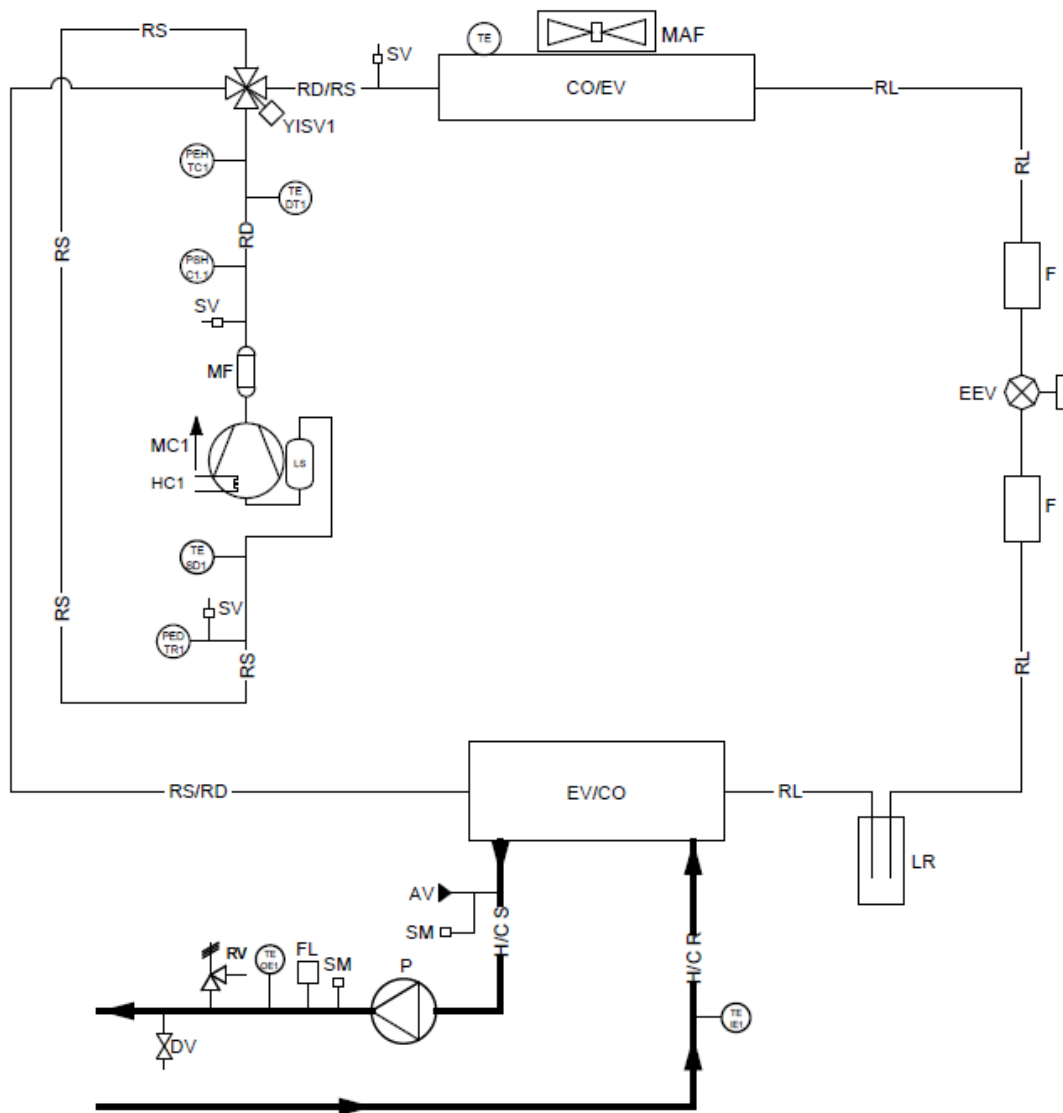 RS
TE
MAF
SV
RD/RS
CO/EV
RL
YISV1
PEH
TC1
TE
DT1
RL
RS
RD
PSH
C1.1
F
SV
MF
EEV
MC1
LS
HC1
F
TE
SD1
RS
SV
PED
TR1
RS
RL
RS/RD
EV/CO
RL
LR
AV
SM
H/C S
H/C R
RV
TE
OE1
FL
SM
P
TE
IE1
DV